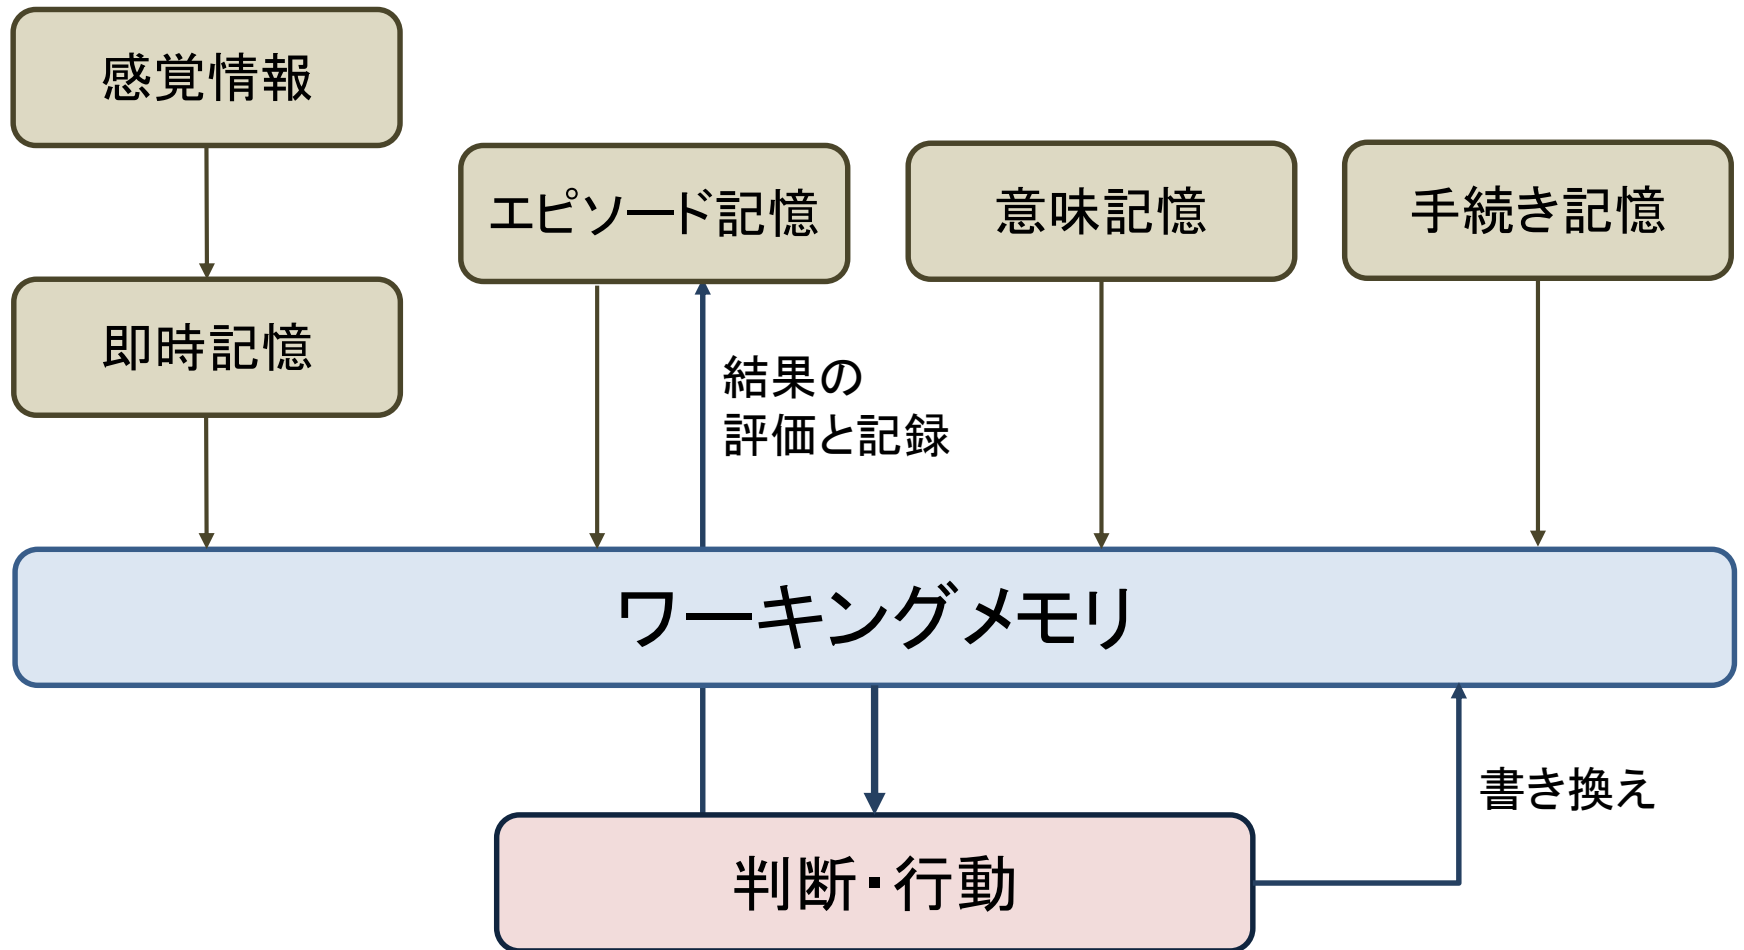 感覚情報
エピソード記憶
意味記憶
手続き記憶
即時記憶
結果の
評価と記録
ワーキングメモリ
書き換え
判断・行動